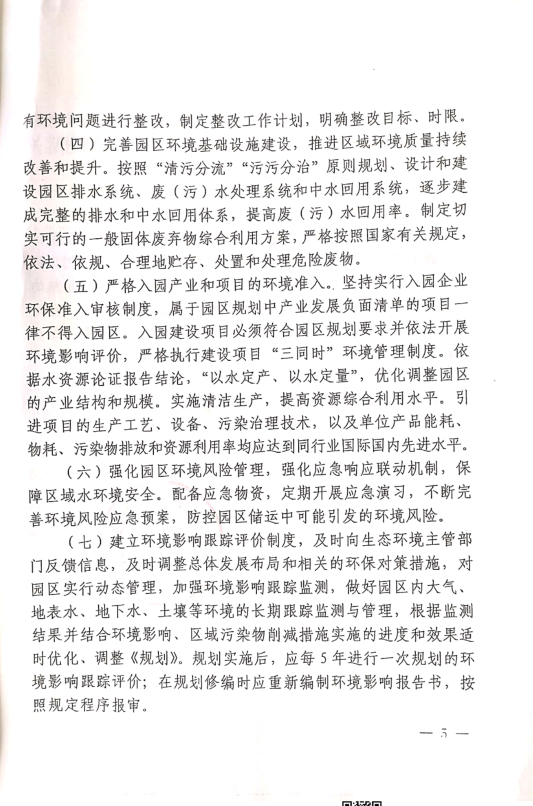 有环境问题进行整改，制定整改工作计划，明确整改目标、时限。
（四）完善园区环境基础设施建设，推进区域环境质量持续
改善和提升。按照“清污分流”“污污分治”原则规划、设计和建
设园区排水系统、废（污）水处理系统和中水回用系统，逐步建
成完整的排水和中水回用体系，提高废（污）水回用率。制定切
实可行的一般固体废弃物综合利用方案，严格按照国家有关规定，
依法、依规、合理地贮存、处置和处理危险废物。
（五）严格入园产业和项目的环境准入。坚持实行入园企业
环保准入审核制度，属于园区规划中产业发展负面清单的项目一
律不得入园区。入园建设项目必须符合园区规划要求并依法开展
环境影响评价，严格执行建设项目“三同时”环境管理制度。依
据水资源论证报告结论，“以水定产、以水定量”，优化调整园区
的产业结构和规模。实施清洁生产，提高资源综合利用水平。引
进项目的生产工艺、设备、污染治理技术，以及单位产品能耗、
物耗、污染物排放和资源利用率均应达到同行业国际国内先进水平。
（六）强化园区环境风险管理，强化应急响应联动机制，保
障区域水环境安全。配备应急物资，定期开展应急演习，不断完
善环境风险应急预案，防控园区储运中可能引发的环境风险。
（七）建立环境影响跟踪评价制度，及时向生态环境主管部
门反馈信息，及时调整总体发展布局和相关的环保对策措施，对
园区实行动态管理，加强环境影响跟踪监测，做好园区内大气、
地表水、地下水、土壤等环境的长期跟踪监测与管理，根据监测
结果并结合环境影响、区域污染物削减措施实施的进度和效果适
时优化、调整《规划》。规划实施后，应每5年进行一次规划的环
境影响跟踪评价；在规划修编时应重新编制环境影响报告书，按
照规定程序报审。
— 5 —